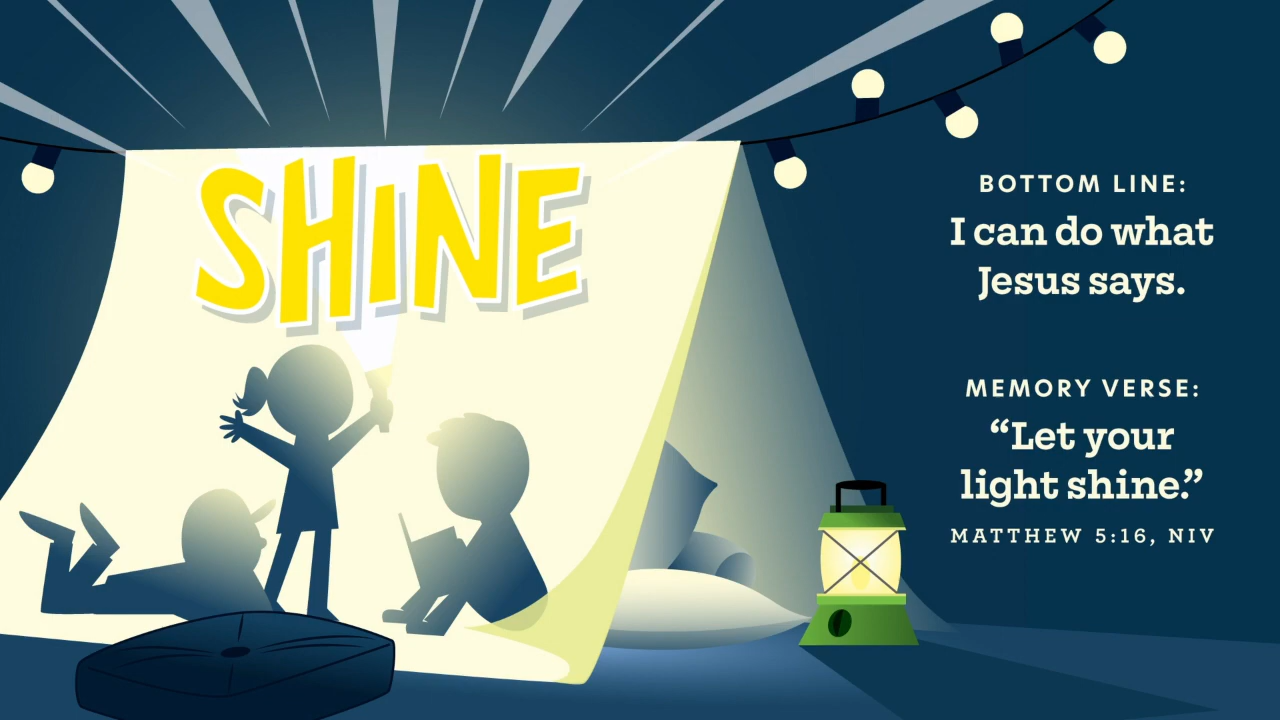 SHINE
BOTTOM LINE:
I can do what
Jesus says.
MEMORY VERSE:
“Let your
light shine.”
MATTHEW 5:16, NIV